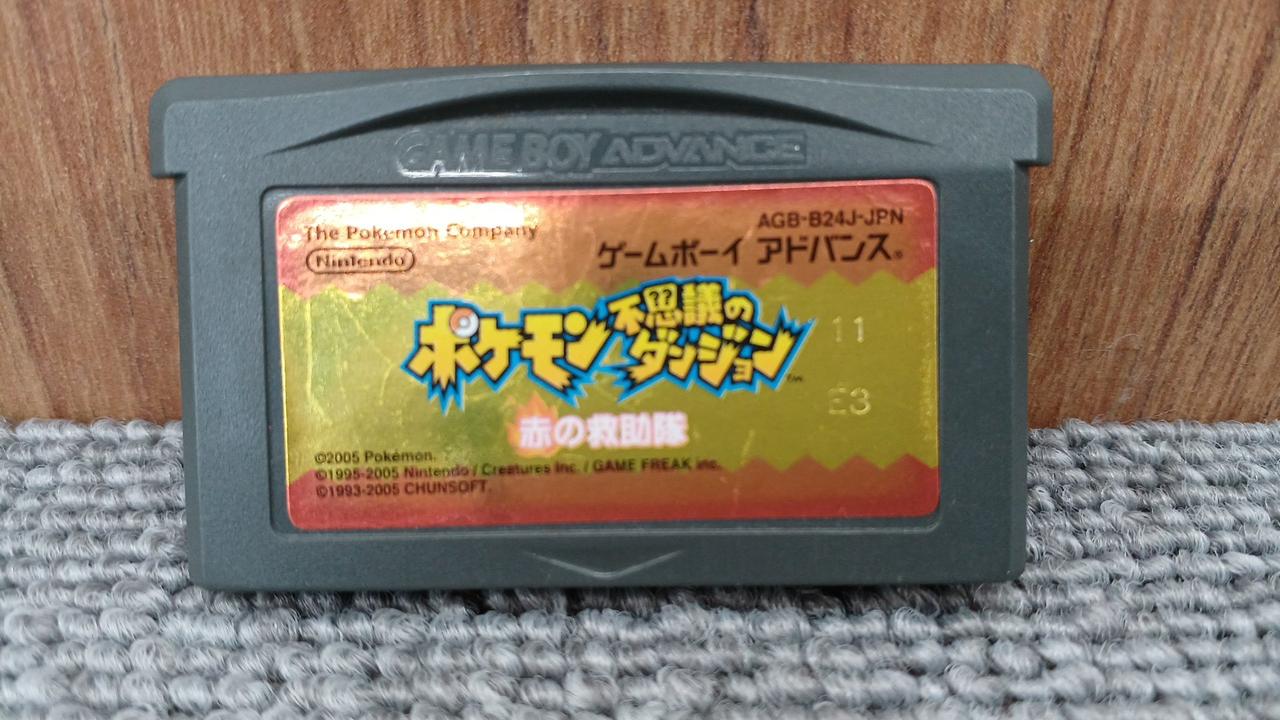 GAME BOY ADVANCE
The Pokémon Company
Nintendo
AGB-B24J-JPN
ゲームボーイ アドバンス®
ポケモン不思議のダンジョン™
赤の救助隊
11
E3
©2005 Pokémon.
©1995-2005 Nintendo / Creatures Inc. / GAME FREAK inc.
©1993-2005 CHUNSOFT.